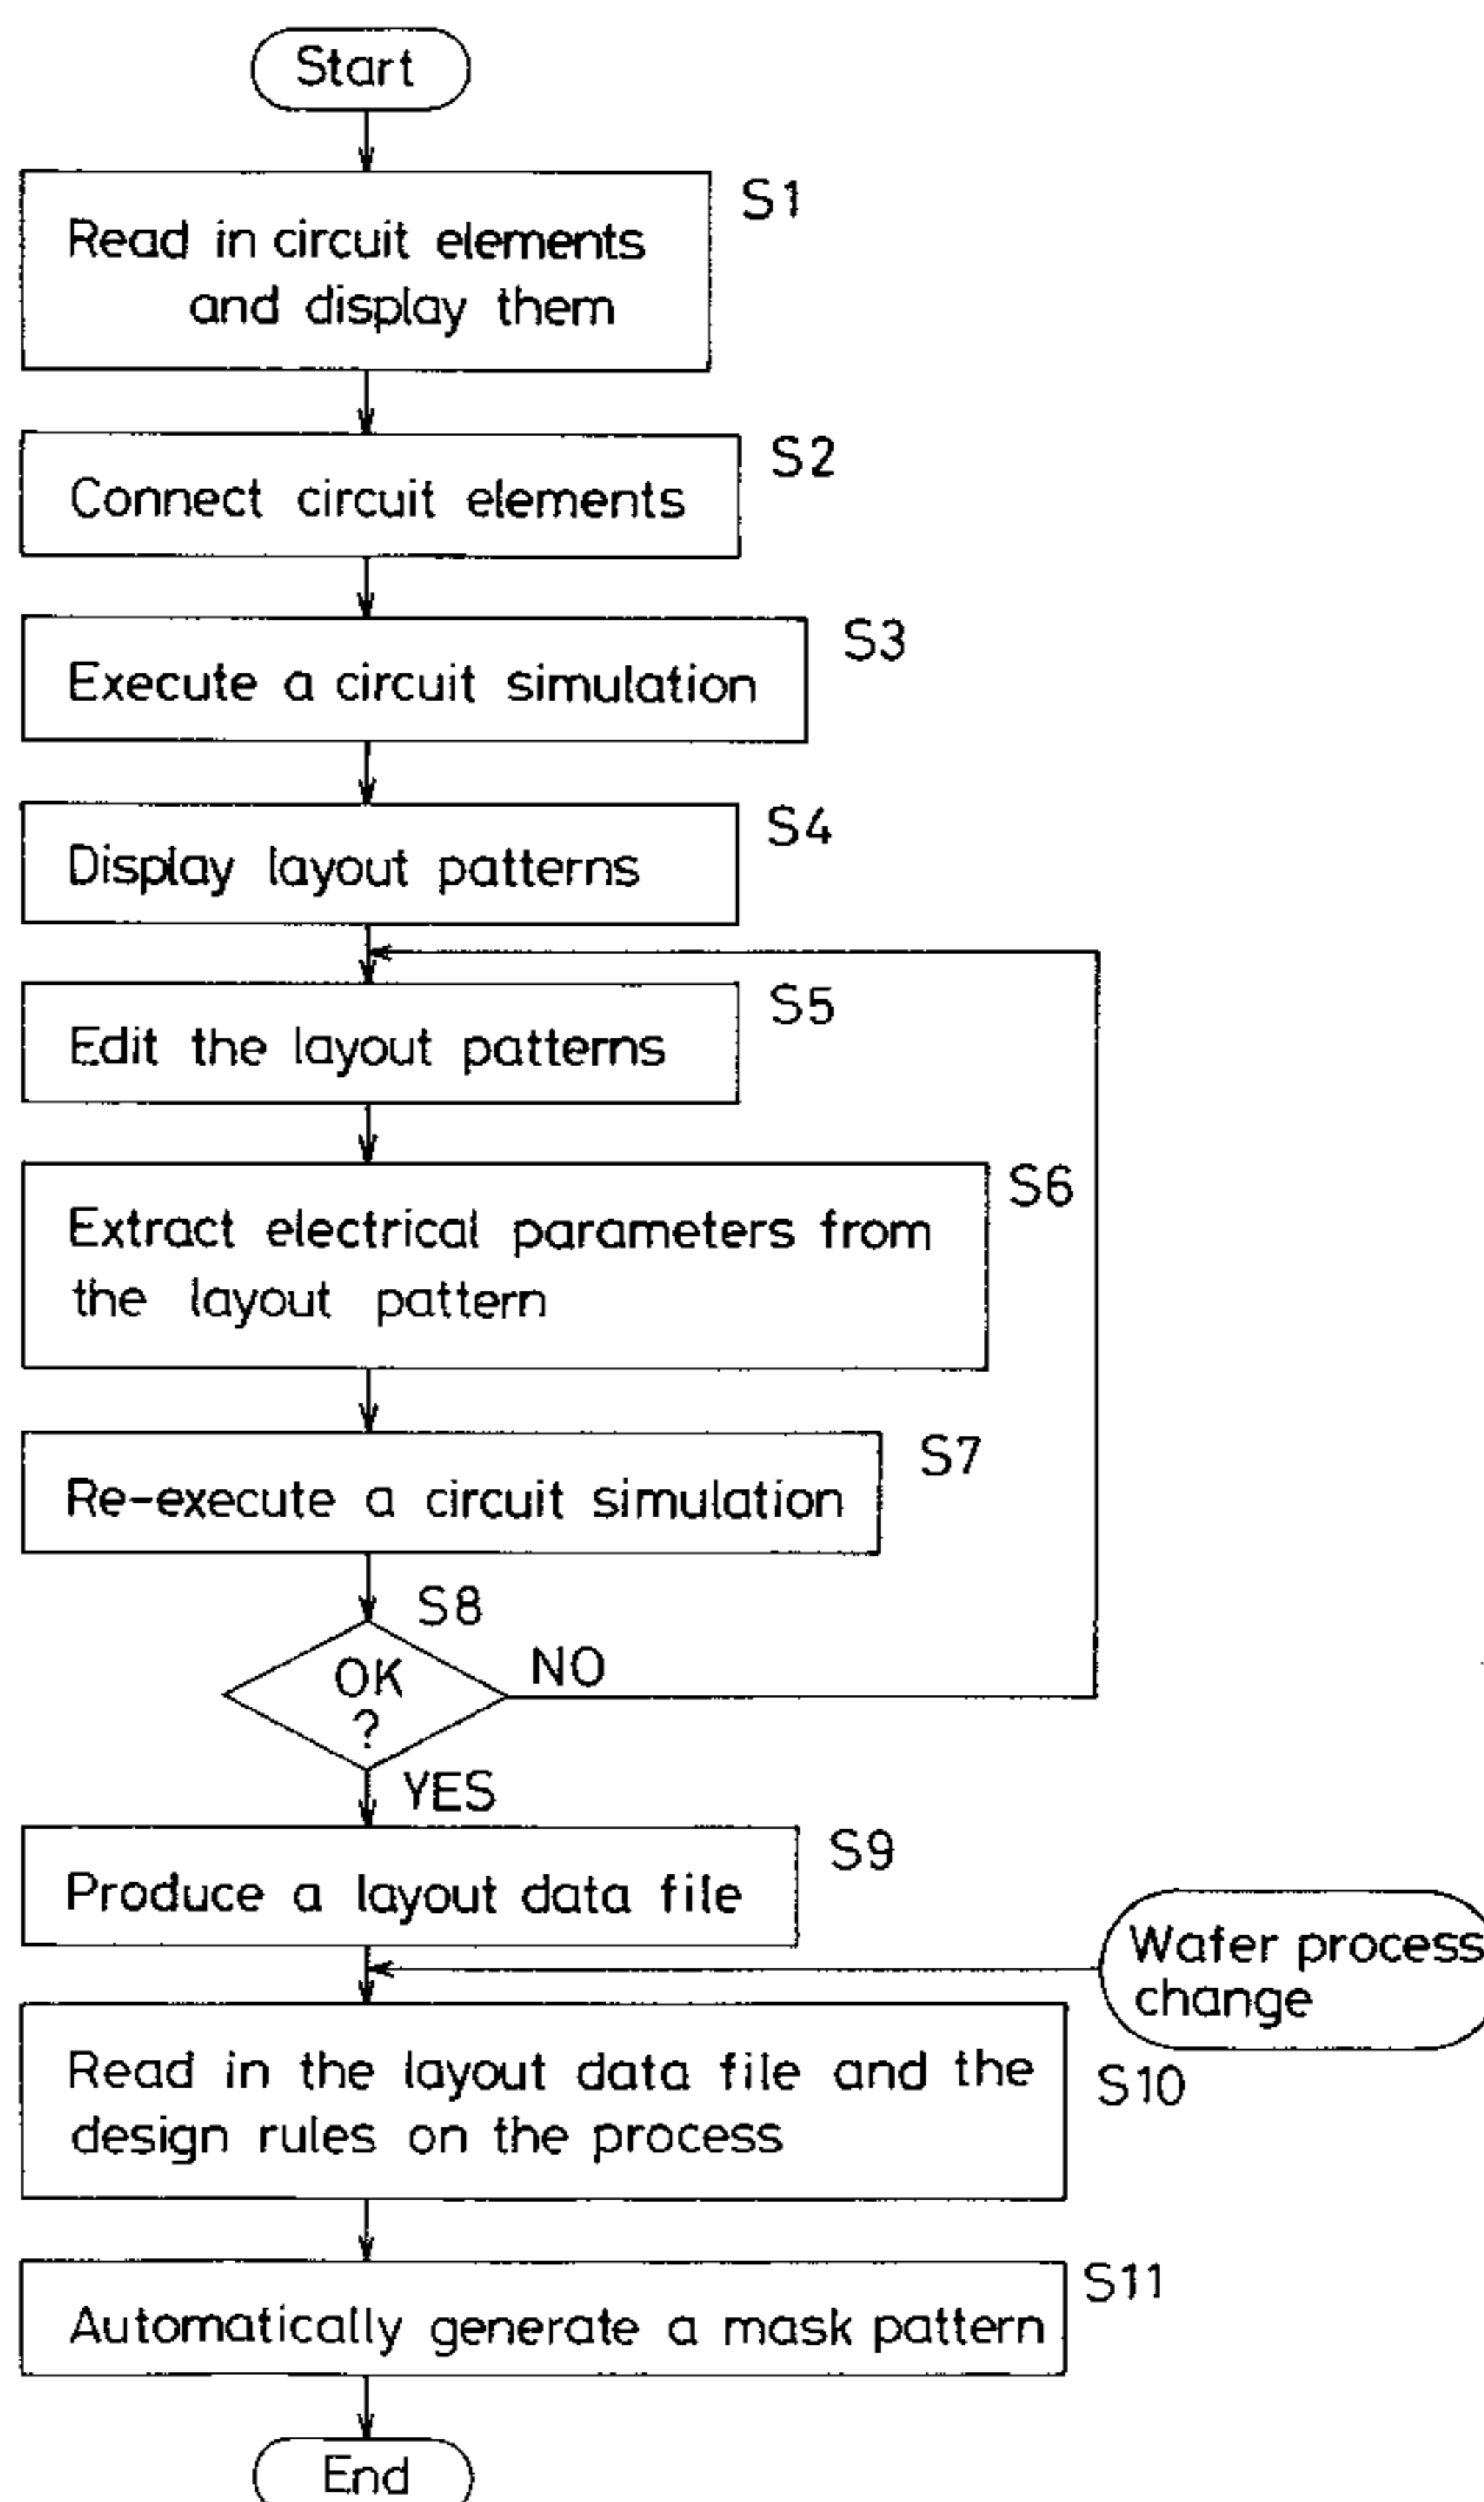 Start
S1
Read in circuit elements
and display them
S2
Connect circuit elements
S3
Execute a circuit simulation
S4
Display layout patterns
S5
Edit the layout patterns
S6
Extract electrical parameters from
the layout pattern
S7
Re-execute a circuit simulation
S8
OK
?
NO
YES
S9
Produce a layout data file
Wafer process
change
S10
Read in the layout data file and the
design rules on the process
S11
Automatically generate a mask pattern
End